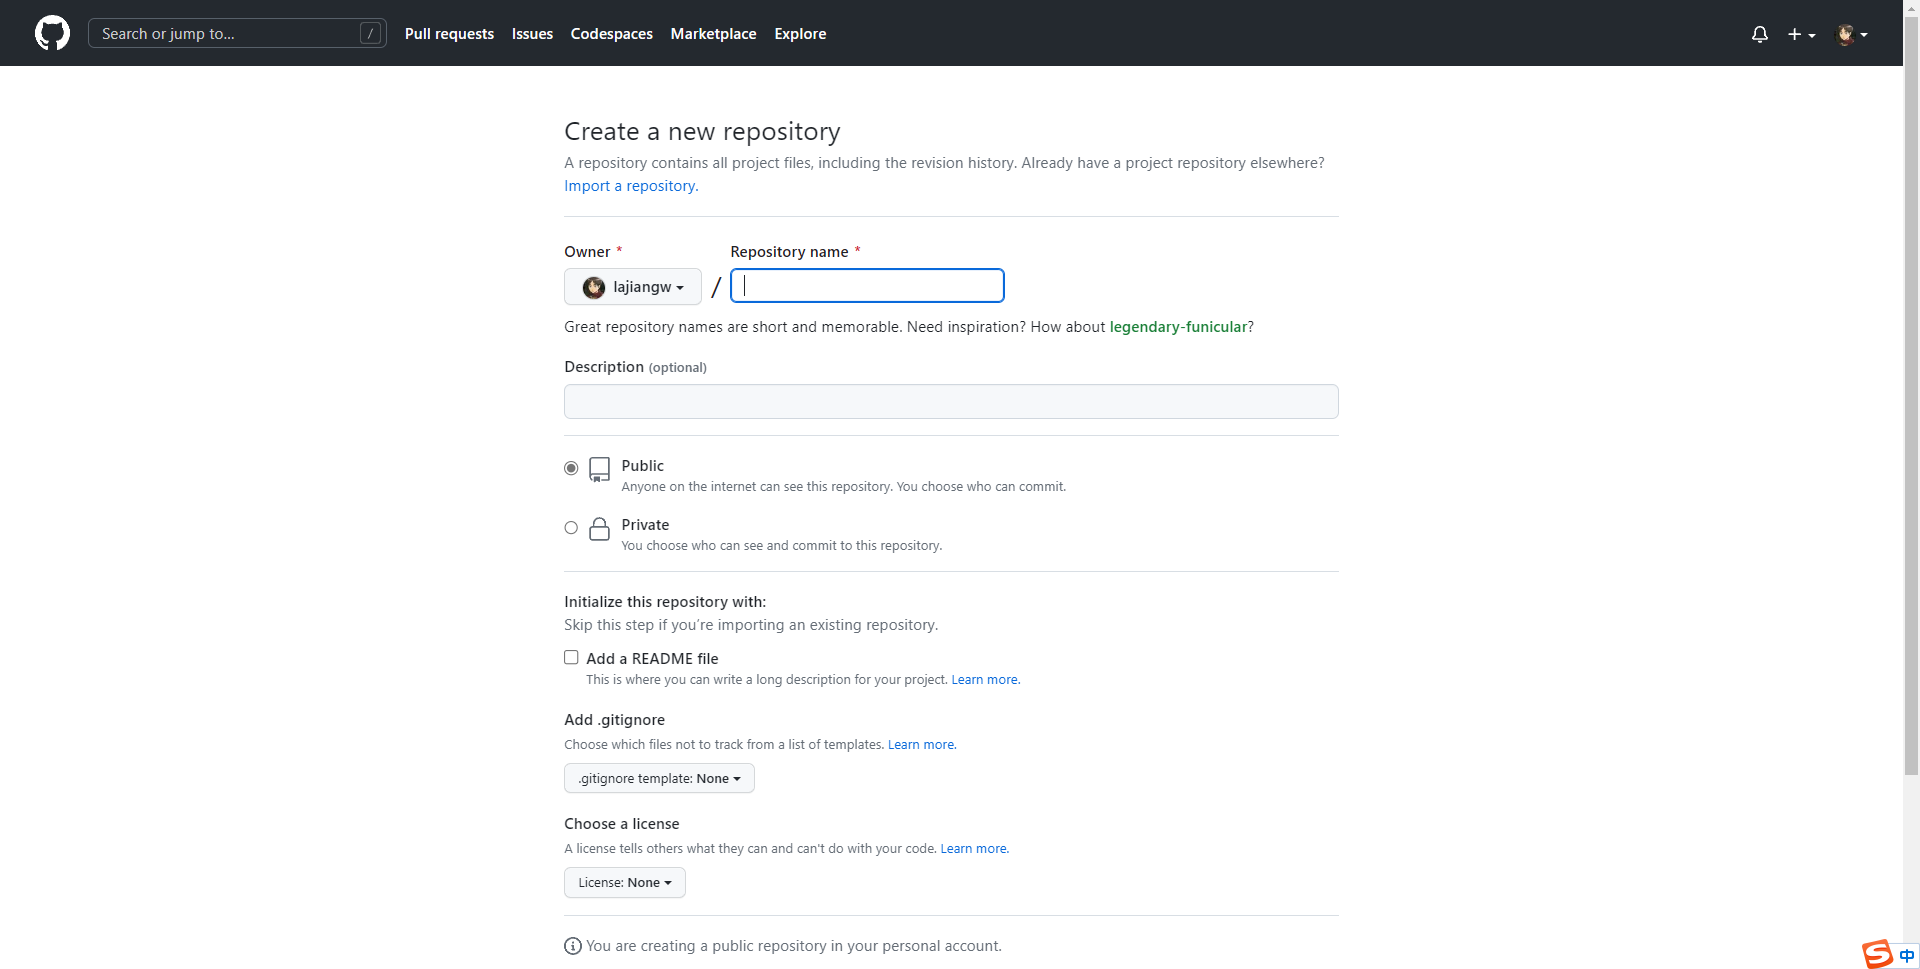 Search or jump to... /
Pull requests Issues Codespaces Marketplace Explore
Create a new repository
A repository contains all project files, including the revision history. Already have a project repository elsewhere?
Import a repository.
Owner * Repository name *
lajiangw /
Great repository names are short and memorable. Need inspiration? How about legendary-funicular?
Description (optional)
Public
Anyone on the internet can see this repository. You choose who can commit.
Private
You choose who can see and commit to this repository.
Initialize this repository with:
Skip this step if you’re importing an existing repository.
Add a README file
This is where you can write a long description for your project. Learn more.
Add .gitignore
Choose which files not to track from a list of templates. Learn more.
.gitignore template: None
Choose a license
A license tells others what they can and can't do with your code. Learn more.
License: None
You are creating a public repository in your personal account.
S 中